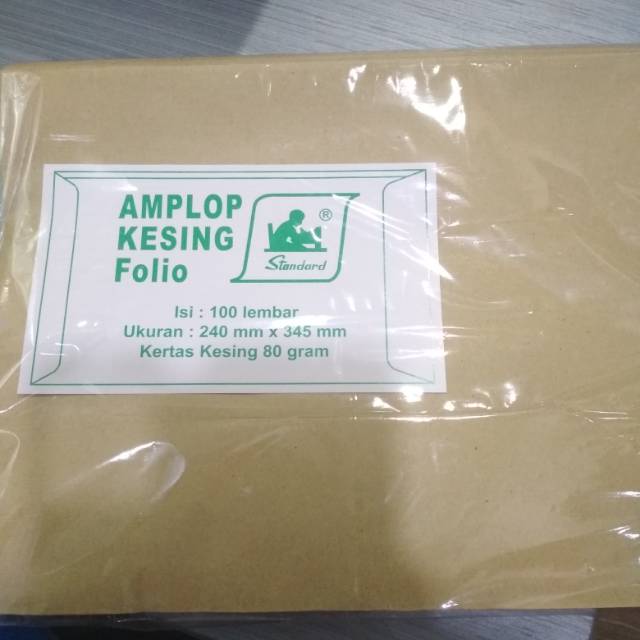 AMPLOP
KESING
Folio
®
Standard
Isi : 100 lembar
Ukuran : 240 mm x 345 mm
Kertas Kesing 80 gram